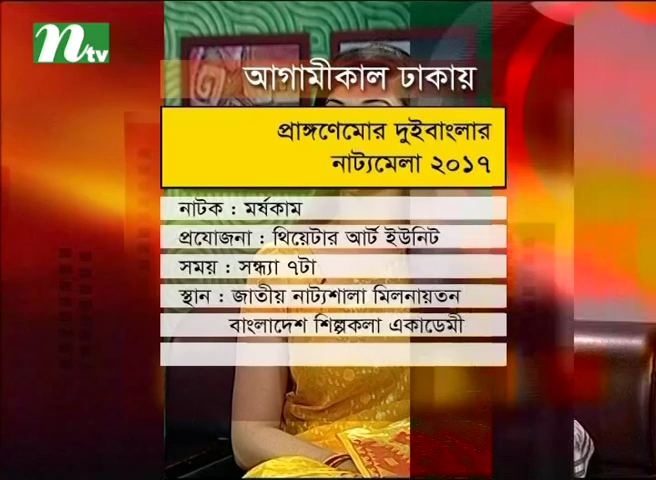 ntv
আগামীকাল ঢাকায়
প্রাঙ্গণেমোর দুইবাংলার
নাট্যমেলা ২০১৭
নাটক : মর্ষকাম
প্রযোজনা : থিয়েটার আর্ট ইউনিট
সময় : সন্ধ্যা ৭টা
স্থান : জাতীয় নাট্যশালা মিলনায়তন
বাংলাদেশ শিল্পকলা একাডেমী